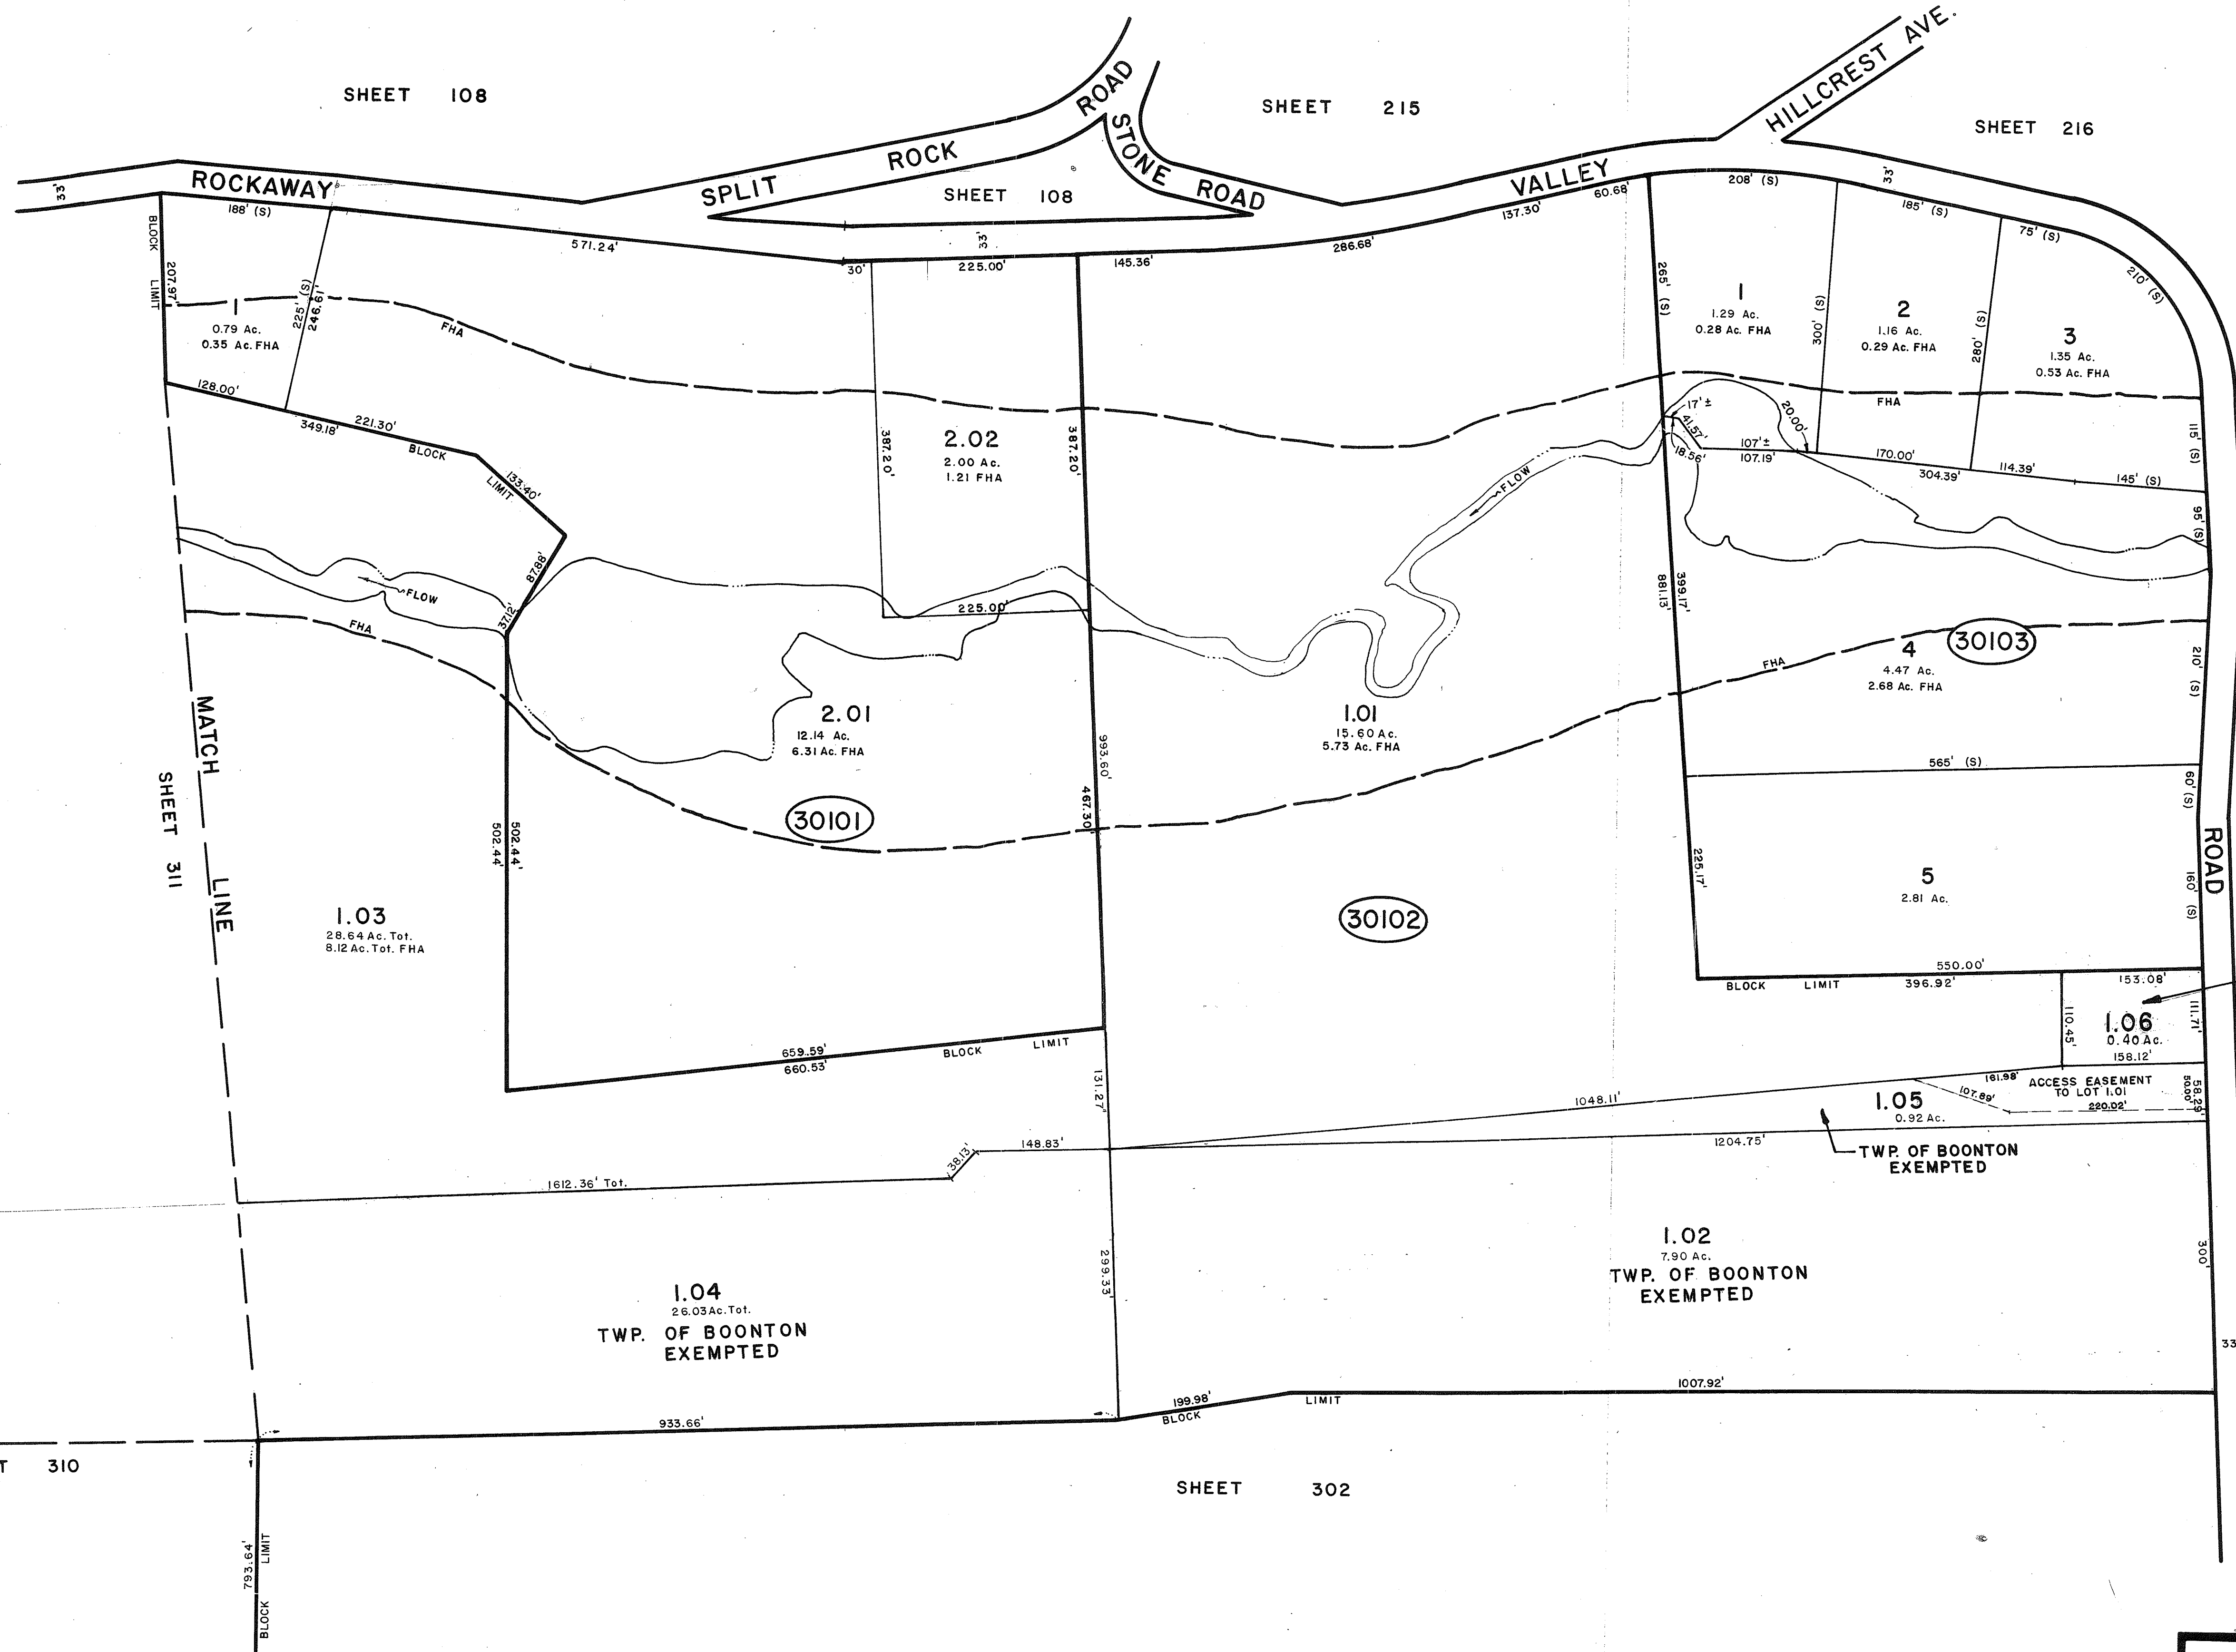 SHEET 108
SHEET 215
SHEET 216
HILLCREST AVE.
SPLIT ROCK ROAD
STONE ROAD
SHEET 108
ROCKAWAY
VALLEY
ROAD
33'
33'
33'
33
188' (S)
571.24'
30'
225.00'
145.36'
286.68'
137.30'
60.68'
208' (S)
185' (S)
75' (S)
210' (S)
BLOCK LIMIT
207.97'
225' (S)
246.61'
1
0.79 Ac.
0.35 Ac. FHA
FHA
128.00'
349.18'
221.30'
BLOCK LIMIT
133.40'
87.88'
37.12'
FLOW
FHA
387.20'
2.02
2.00 Ac.
1.21 FHA
387.20'
225.00'
2.01
12.14 Ac.
6.31 Ac. FHA
30101
993.60'
467.30'
502.44'
502.44'
659.59'
660.53'
BLOCK LIMIT
MATCH LINE
SHEET 311
1.03
28.64 Ac. Tot.
8.12 Ac. Tot. FHA
FLOW
1.01
15.60 Ac.
5.73 Ac. FHA
30102
265' (S)
1
1.29 Ac.
0.28 Ac. FHA
300' (S)
2
1.16 Ac.
0.29 Ac. FHA
280' (S)
3
1.35 Ac.
0.53 Ac. FHA
FHA
17' ±
41.57'
18.56'
20.00'
107' ±
107.19'
170.00'
304.39'
114.39'
145' (S)
115' (S)
95' (S)
881.13'
399.17'
30103
FHA
4
4.47 Ac.
2.68 Ac. FHA
210' (S)
565' (S)
60' (S)
225.17'
5
2.81 Ac.
160' (S)
550.00'
BLOCK LIMIT
396.92'
153.08'
110.45'
1.06
0.40 Ac.
111.71'
158.12'
161.98'
ACCESS EASEMENT
TO LOT 1.01
107.89'
220.02'
50.00'
58.29'
1048.11'
1.05
0.92 Ac.
1204.75'
TWP. OF BOONTON
EXEMPTED
131.27'
148.83'
38.13'
1612.36' Tot.
299.33'
1.02
7.90 Ac.
TWP. OF BOONTON
EXEMPTED
300'
1.04
26.03 Ac. Tot.
TWP. OF BOONTON
EXEMPTED
933.66'
199.98'
BLOCK LIMIT
1007.92'
T 310
SHEET 302
793.64'
BLOCK LIMIT